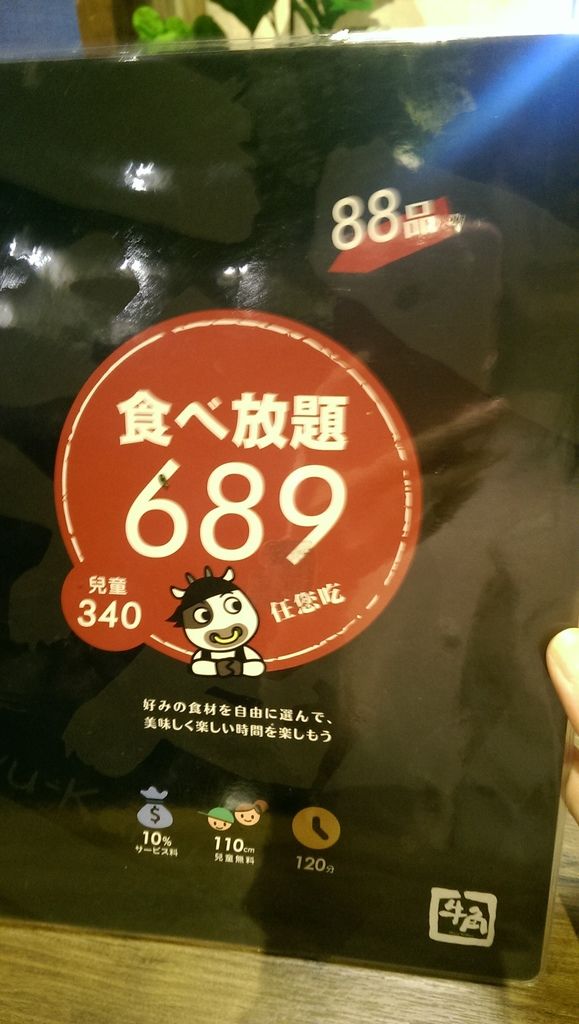 88品
食べ放題
689
兒童
340
任您吃
好みの食材を自由に選んで、
美味しく楽しい時間を楽しもう
$
10%
サービス料
110cm
兒童無料
120分
牛角